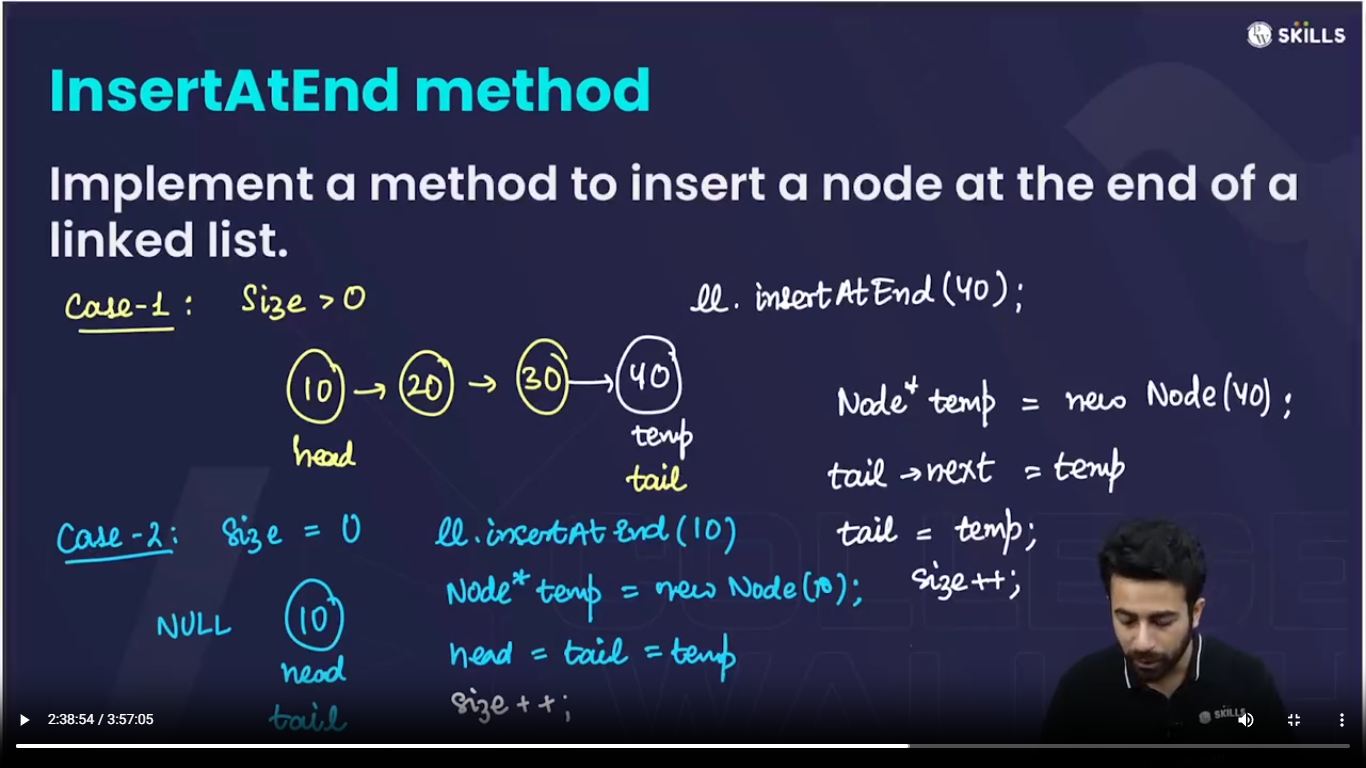 SKILLS
InsertAtEnd method
Implement a method to insert a node at the end of a
linked list.
Case-1 : Size > 0
ll. insertAtEnd(40);
10 → 20 → 30 → 40
head
temp
tail
Node* temp = new Node(40);
tail → next = temp
tail = temp;
size++;
Case-2 : Size = 0
ll.insertAtEnd(10)
NULL 10
head
tail
Node* temp = new Node(10);
head = tail = temp
size++;
COLLEGE
WALLAH
SKILLS
2:38:54 / 3:57:05